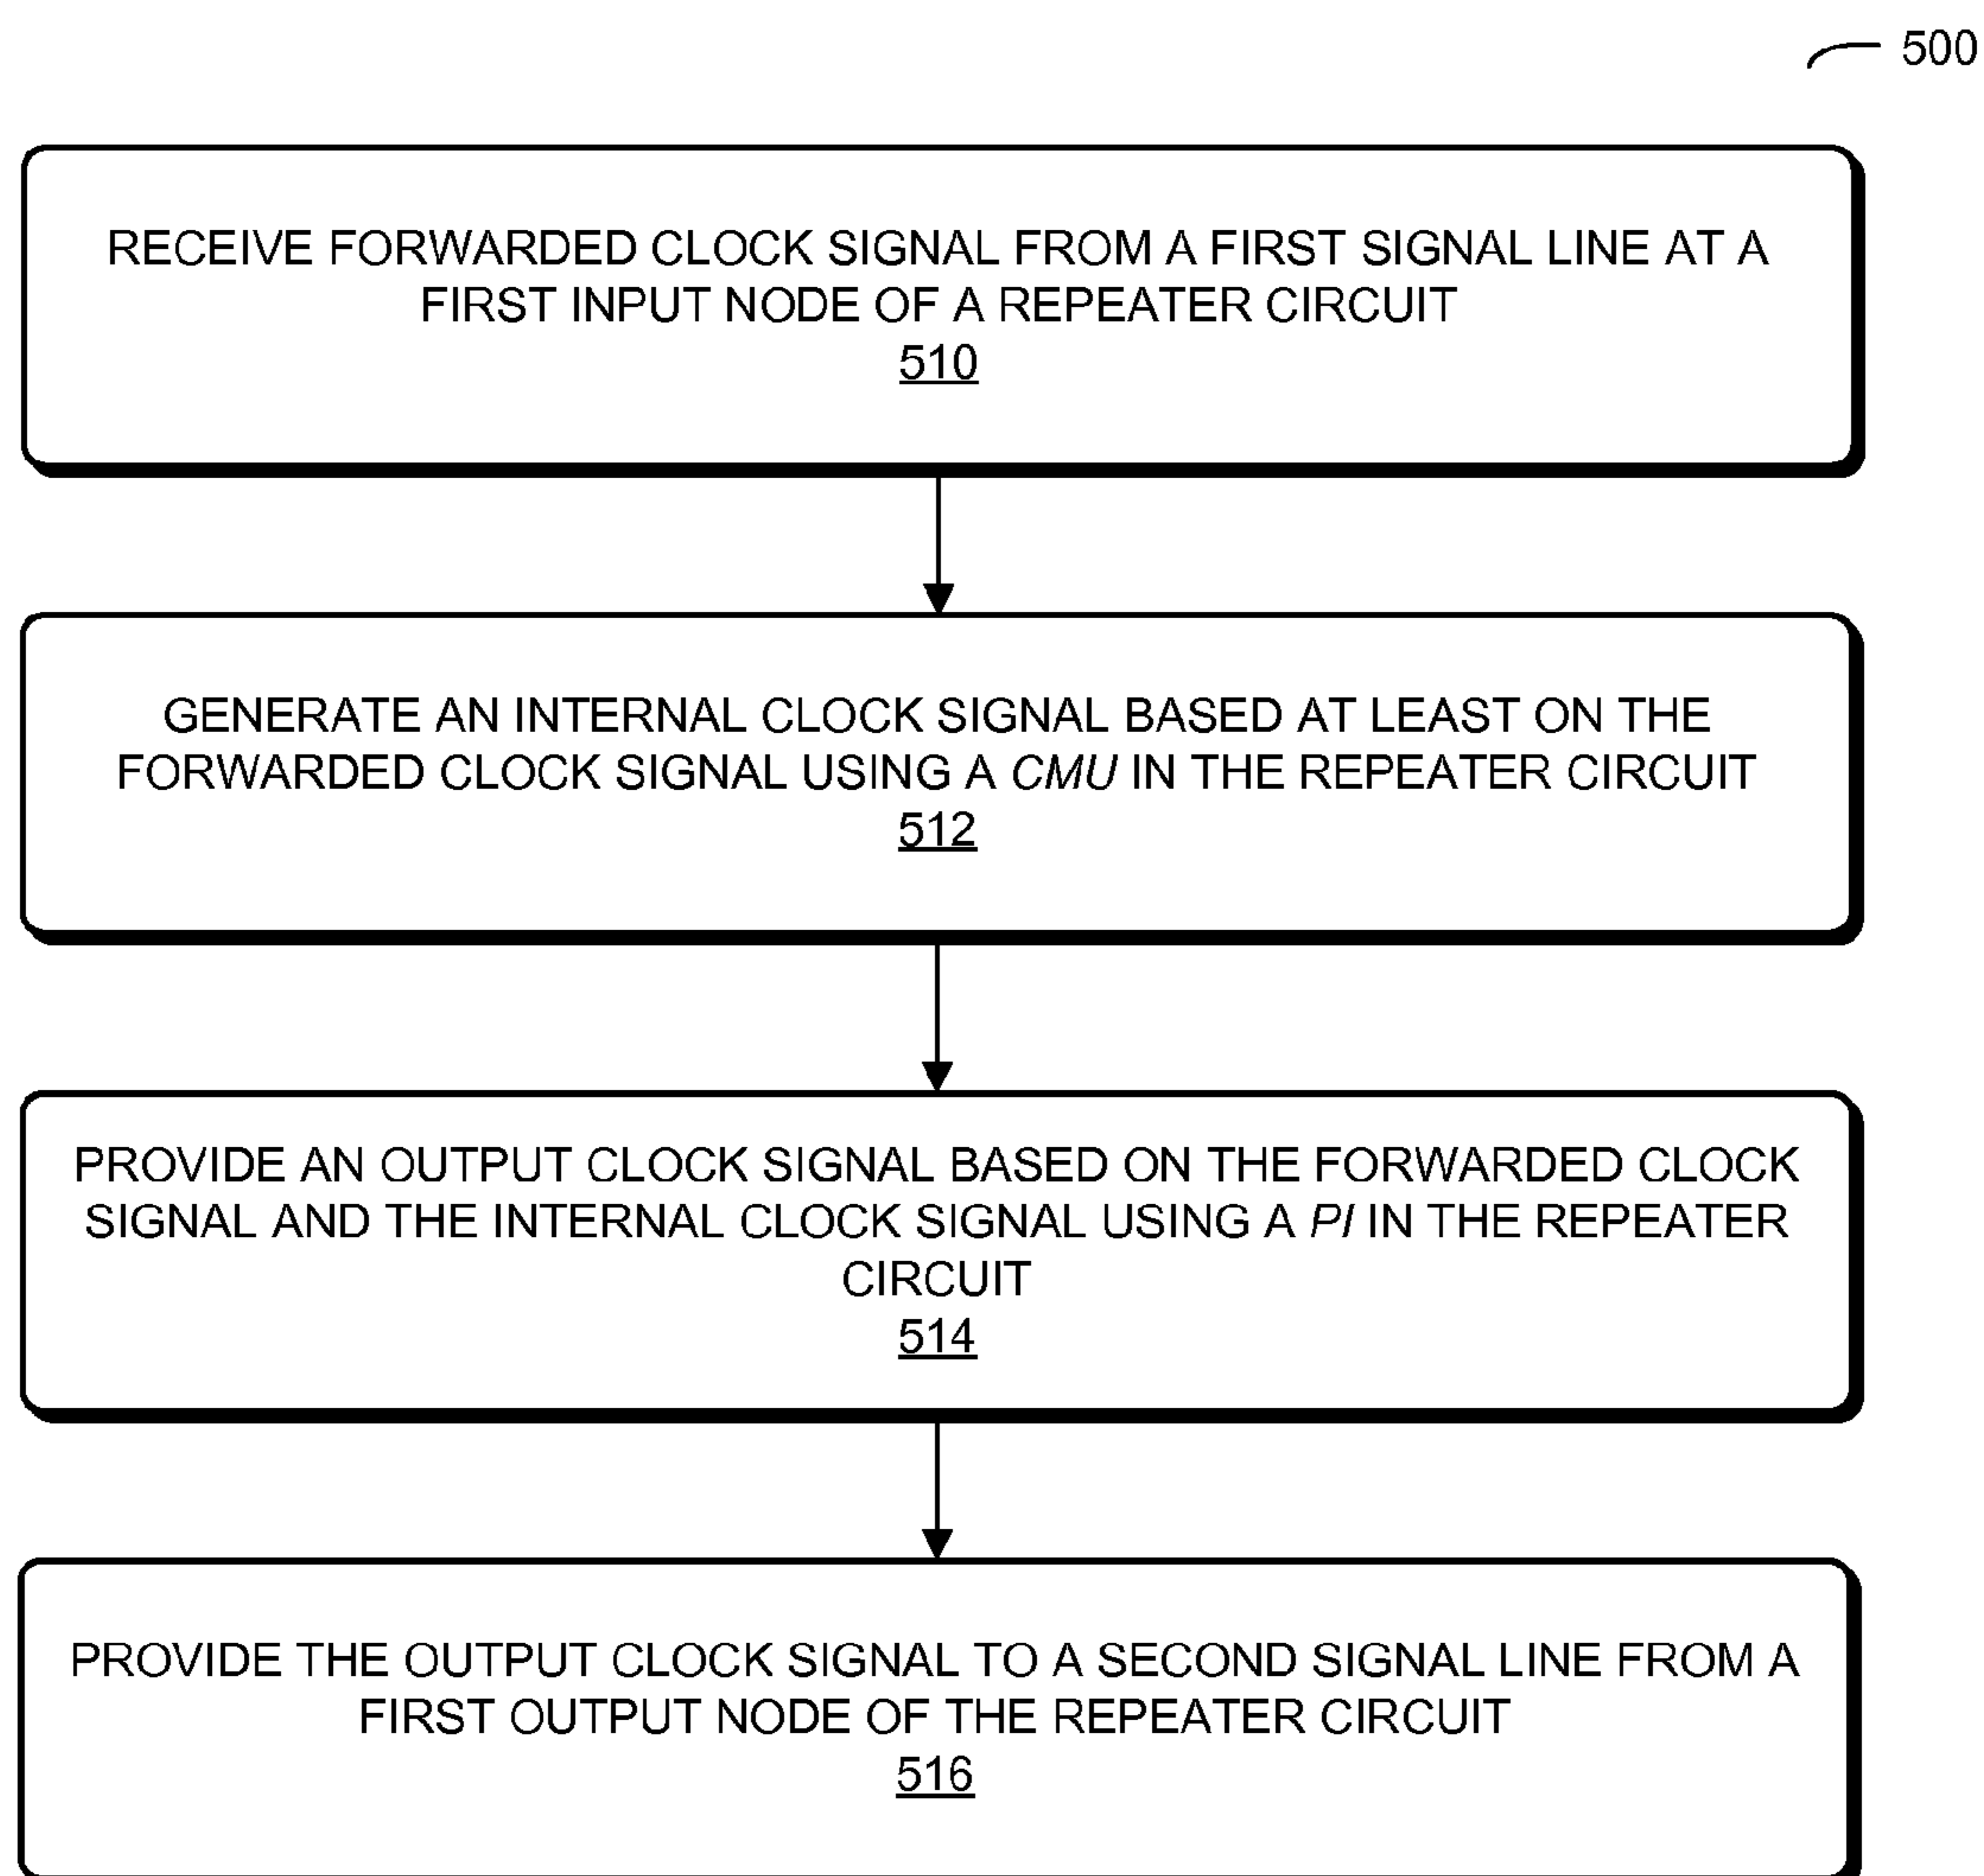 500
RECEIVE FORWARDED CLOCK SIGNAL FROM A FIRST SIGNAL LINE AT A
FIRST INPUT NODE OF A REPEATER CIRCUIT
510
GENERATE AN INTERNAL CLOCK SIGNAL BASED AT LEAST ON THE
FORWARDED CLOCK SIGNAL USING A CMU IN THE REPEATER CIRCUIT
512
PROVIDE AN OUTPUT CLOCK SIGNAL BASED ON THE FORWARDED CLOCK
SIGNAL AND THE INTERNAL CLOCK SIGNAL USING A PI IN THE REPEATER
CIRCUIT
514
PROVIDE THE OUTPUT CLOCK SIGNAL TO A SECOND SIGNAL LINE FROM A
FIRST OUTPUT NODE OF THE REPEATER CIRCUIT
516